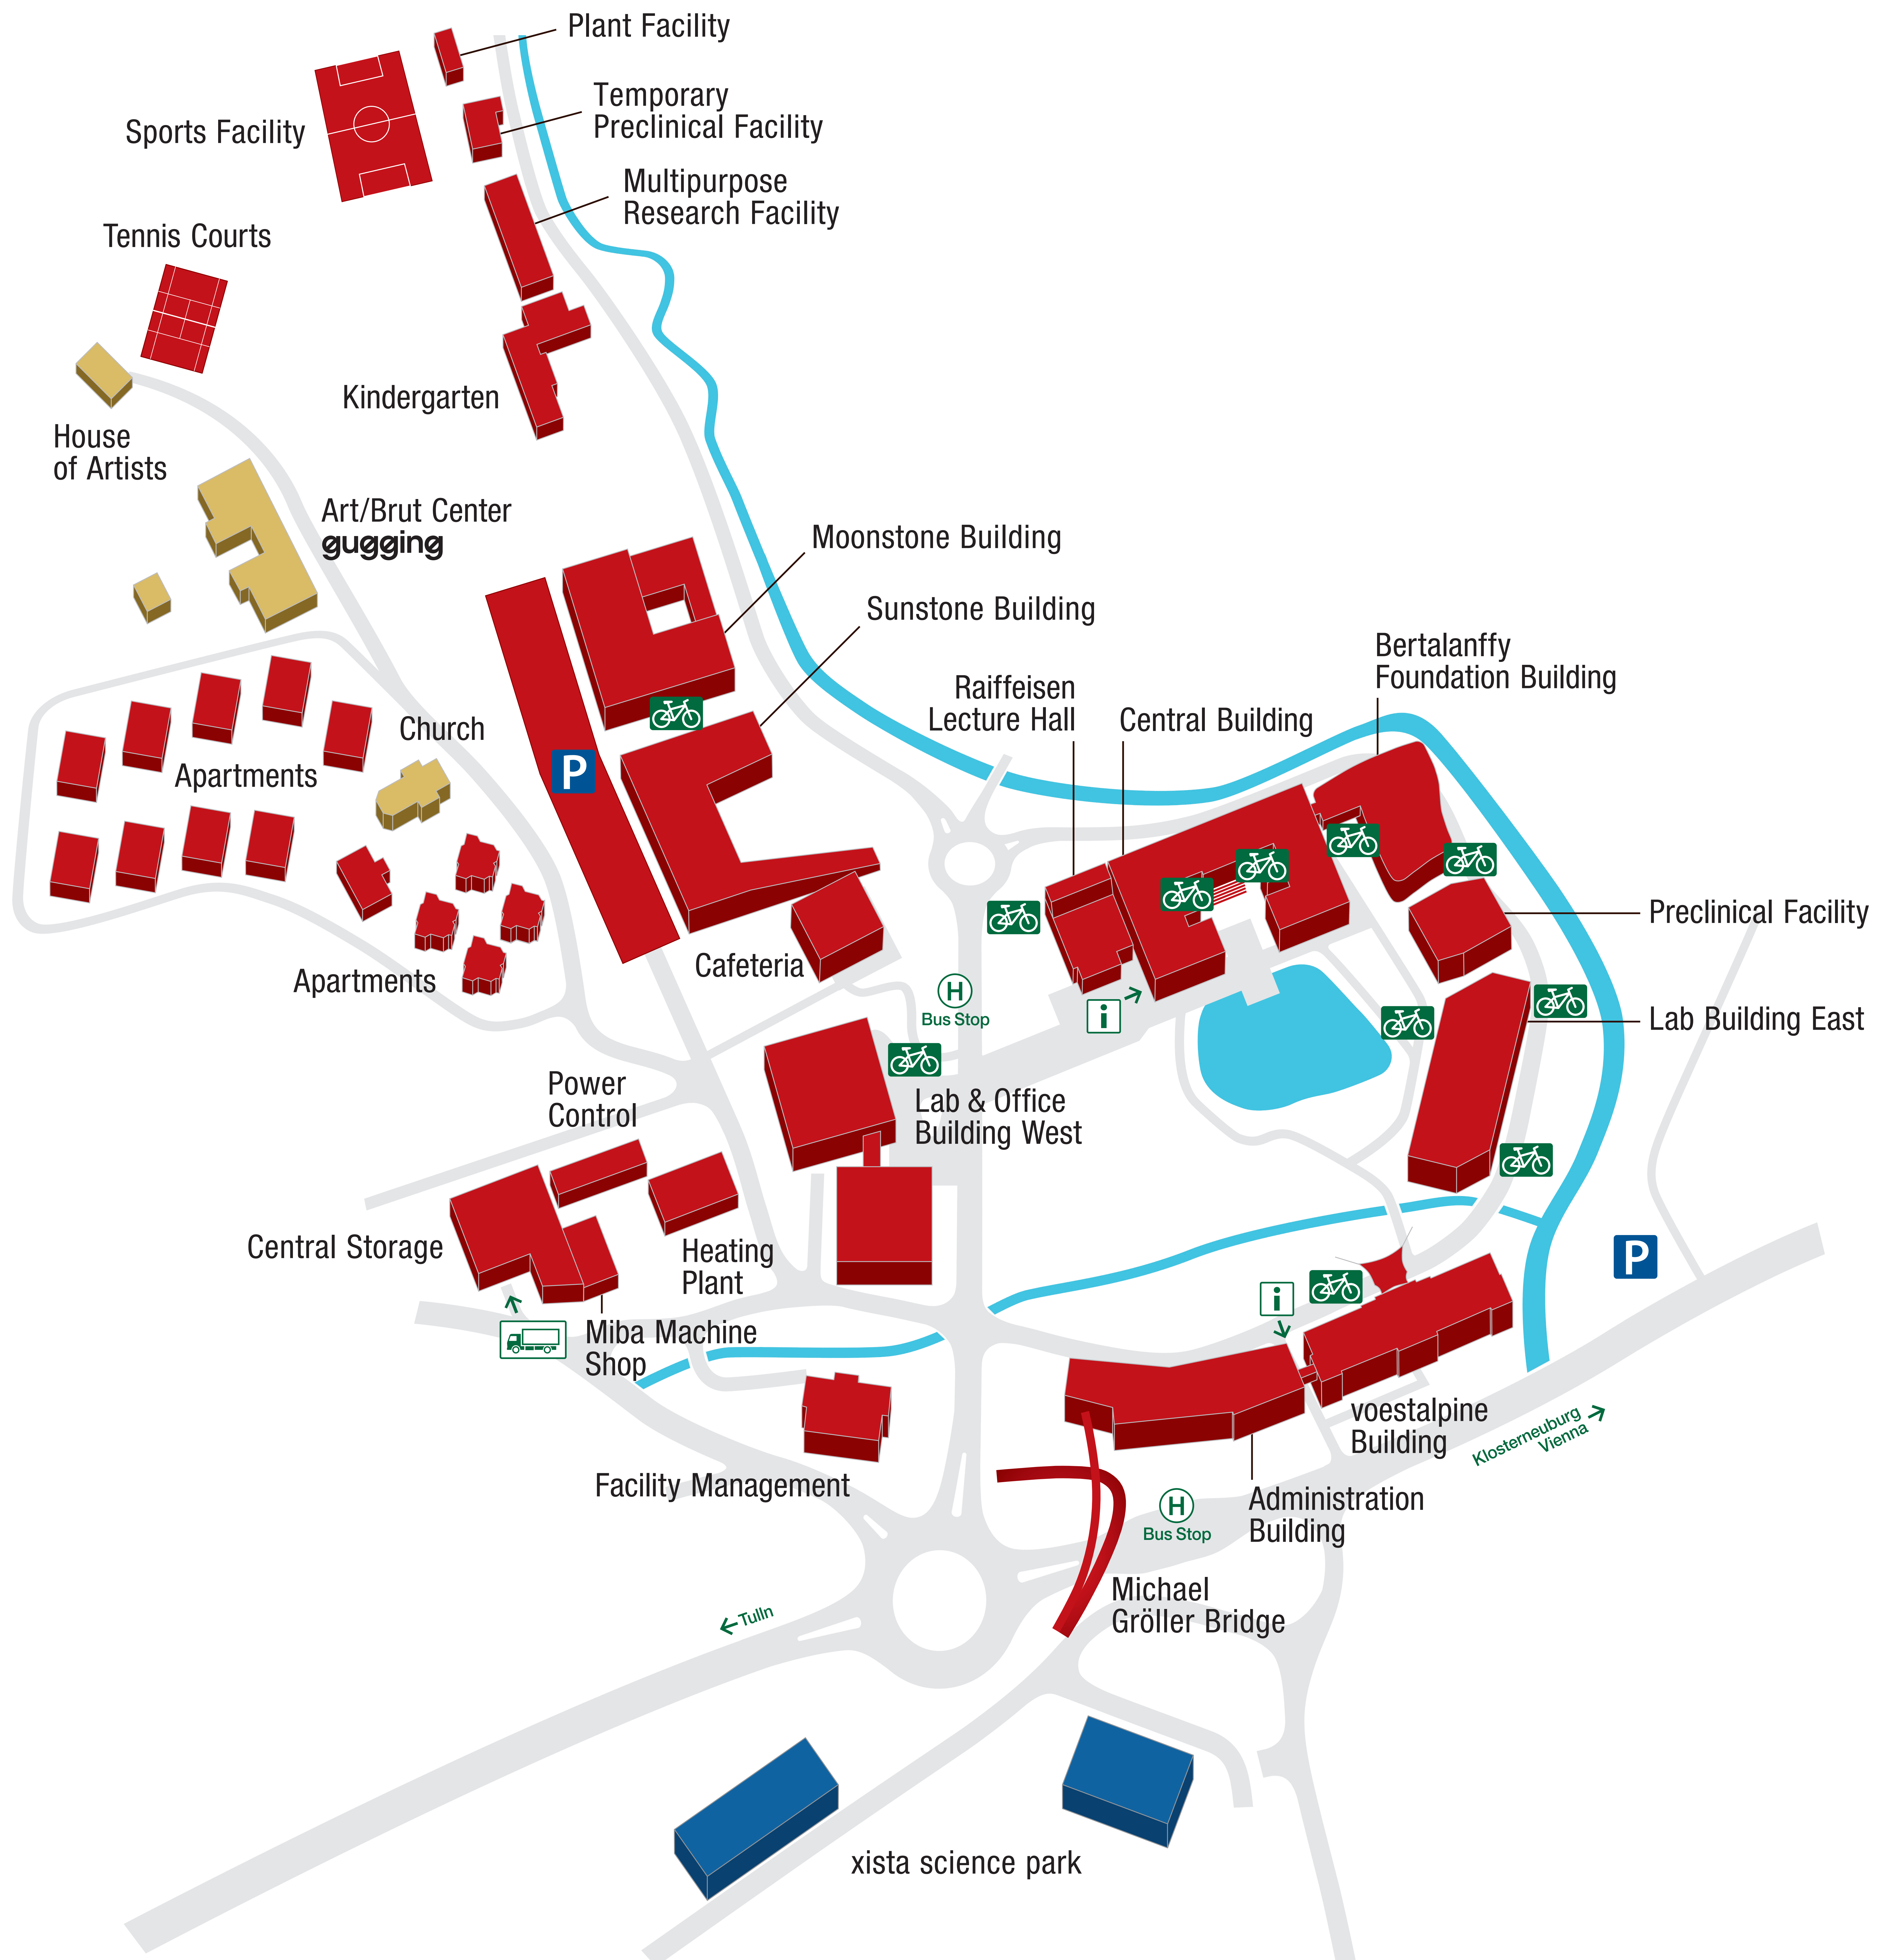 Plant Facility
Temporary
Preclinical Facility
Sports Facility
Multipurpose
Research Facility
Tennis Courts
Kindergarten
House
of Artists
Art/Brut Center
gugging
Moonstone Building
Sunstone Building
Bertalanffy
Foundation Building
Raiffeisen
Lecture Hall
Central Building
Church
Apartments
P
Preclinical Facility
Cafeteria
Apartments
H
Bus Stop
i
Lab Building East
Power
Control
Lab & Office
Building West
Central Storage
Heating
Plant
P
i
Miba Machine
Shop
voestalpine
Building
Klosterneuburg
Vienna
Facility Management
H
Bus Stop
Administration
Building
Michael
Gröller Bridge
Tulln
xista science park